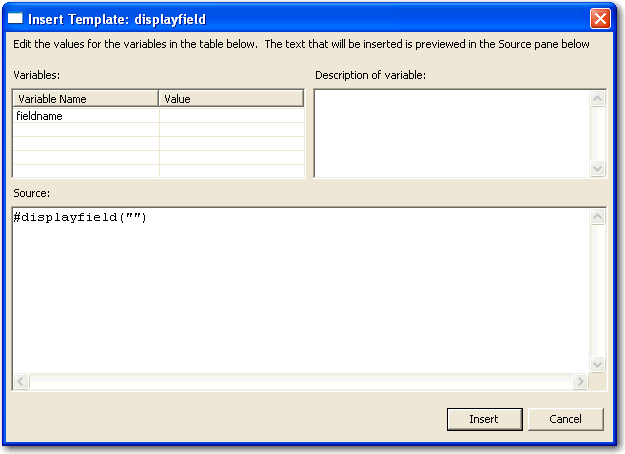 Insert Template: displayfield
Edit the values for the variables in the table below. The text that will be inserted is previewed in the Source pane below
Variables:
Description of variable:
Variable Name Value
fieldname
Source:
#displayfield("")
Insert Cancel